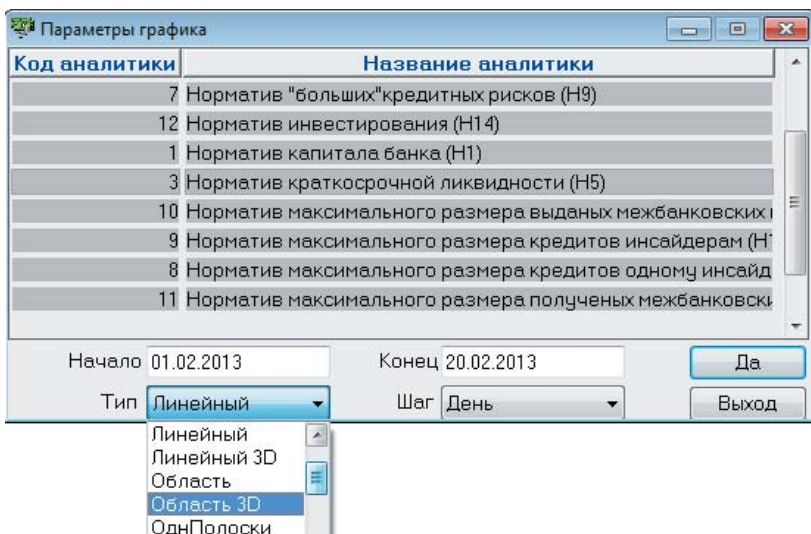 Параметры графика
Код аналитики Название аналитики
7 Норматив "больших"кредитных рисков (Н9)
12 Норматив инвестирования (Н14)
1 Норматив капитала банка (Н1)
3 Норматив краткосрочной ликвидности (Н5)
10 Норматив максимального размера выданых межбанковских
9 Норматив максимального размера кредитов инсайдерам
8 Норматив максимального размера кредитов одному инсайд
11 Норматив максимального размера полученых межбанковски
Начало 01.02.2013 Конец 20.02.2013 Да
Тип Линейный Шаг День Выход
Линейный
Линейный 3D
Область
Область 3D
ОднПолоски